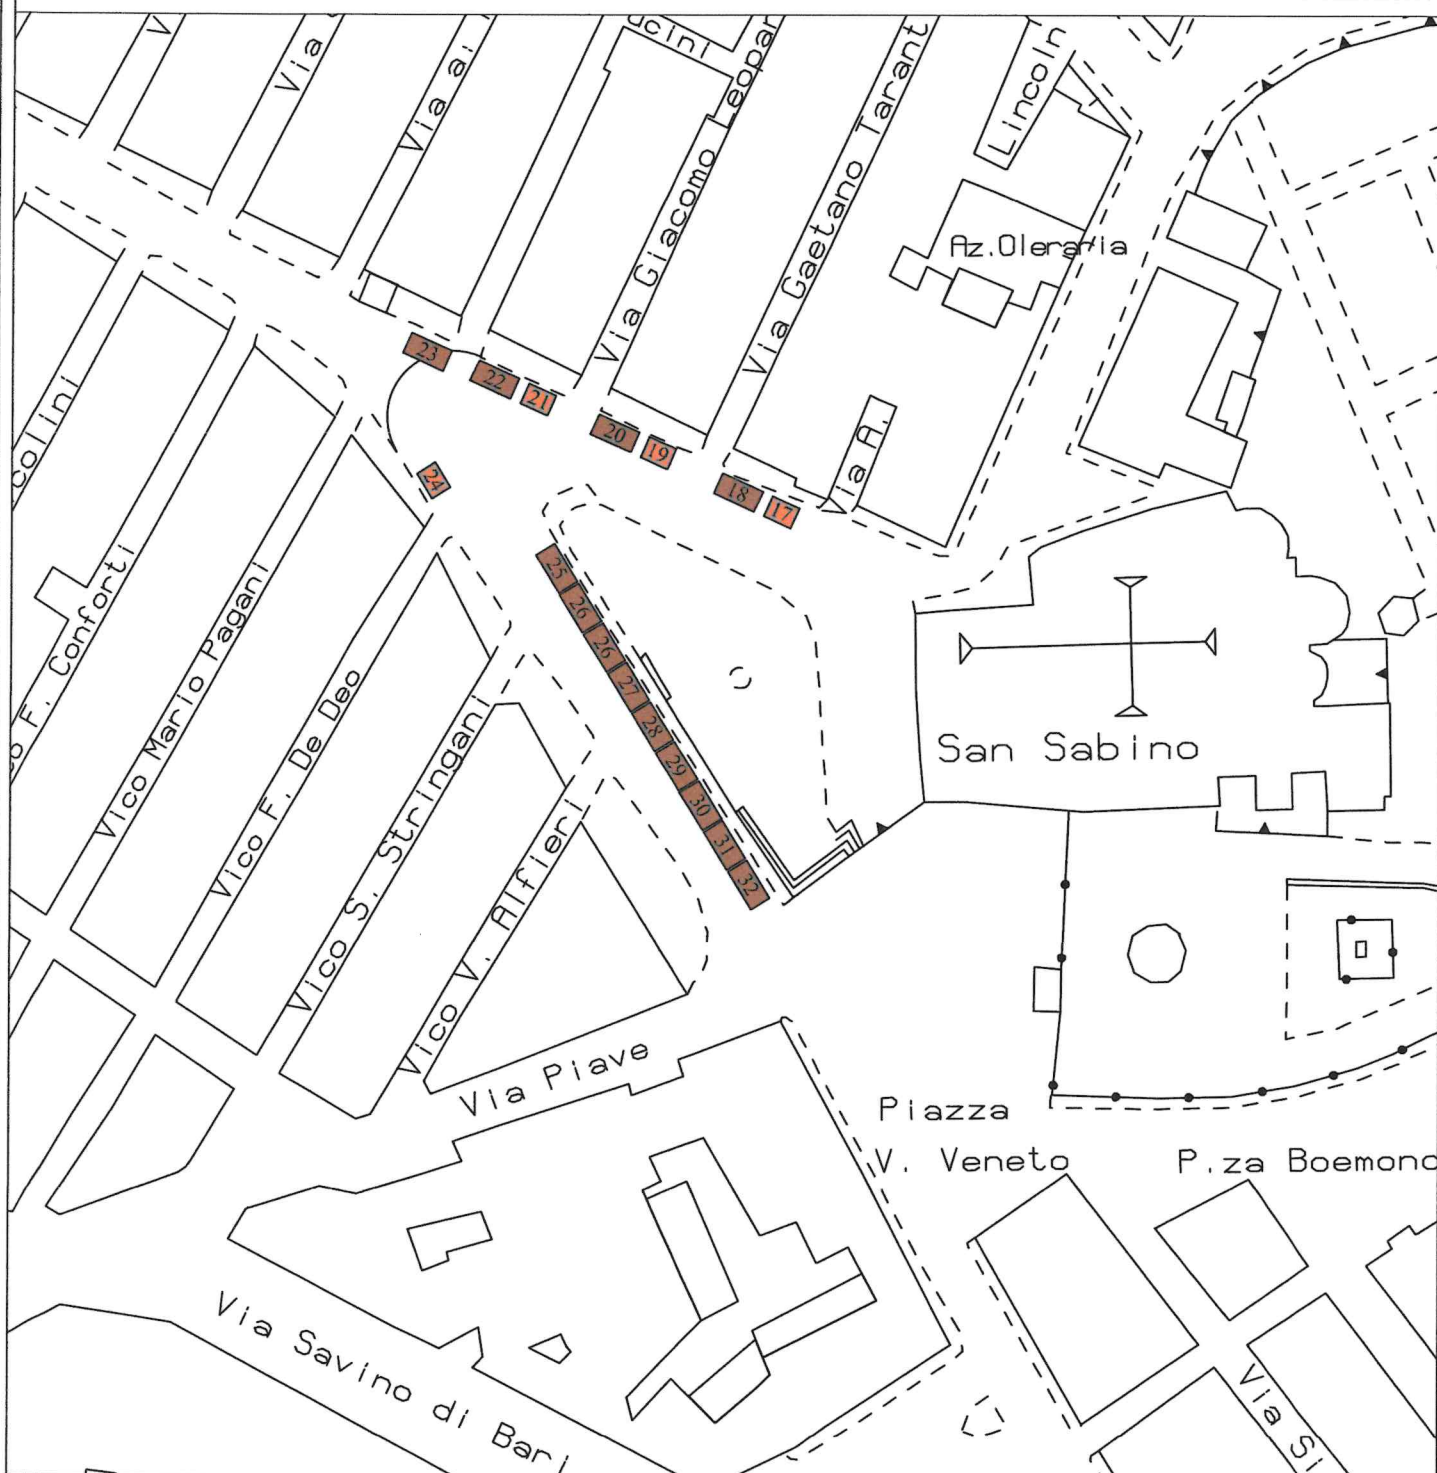 Via
Via
Lincoln
Via Giacomo Leopar
Via Gaetano Tarant
Az.Oleraria
23
22
21
20
19
18
17
Via A.
24
25
26
26
27
28
29
30
31
32
colini
F. Conforti
Vico Mario Pagani
Vico F. De Deo
Vico S. Stringani
Vico V. Alfieri
San Sabino
Via Piave
Piazza
V. Veneto
P.za Boemond
Via Savino di Bari
Via Si